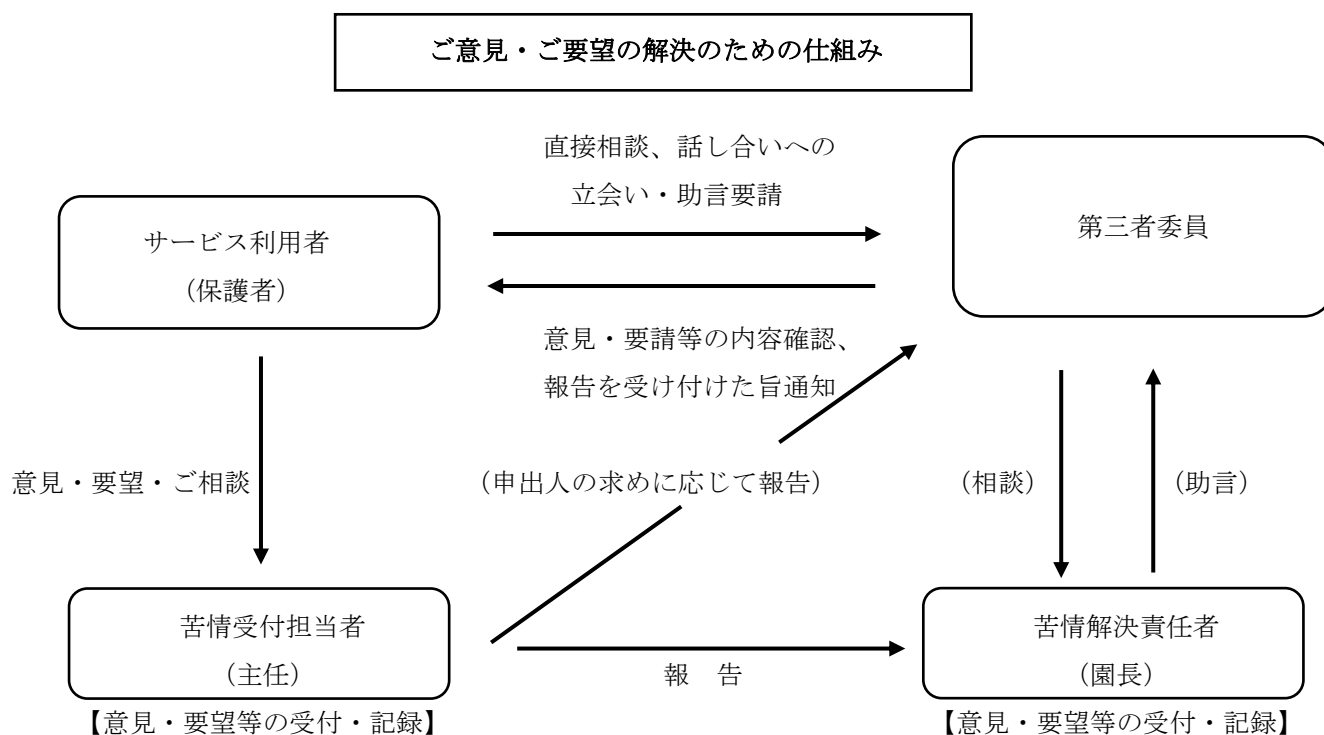 ご意見・ご要望の解決のための仕組み
直接相談、話し合いへの
立会い・助言要請
第三者委員
サービス利用者
（保護者）
意見・要請等の内容確認、
報告を受け付けた旨通知
意見・要望・ご相談
（申出人の求めに応じて報告）
（相談）
（助言）
苦情受付担当者
（主任）
苦情解決責任者
（園長）
報　告
【意見・要望等の受付・記録】
【意見・要望等の受付・記録】